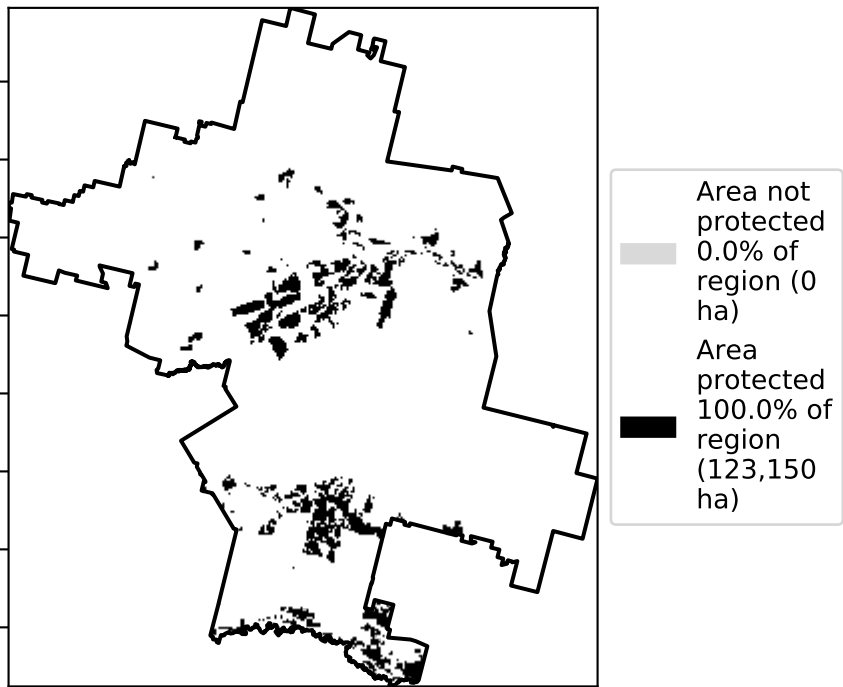 Area not
protected
0.0% of
region (0
ha)
Area
protected
100.0% of
region
(123,150
ha)